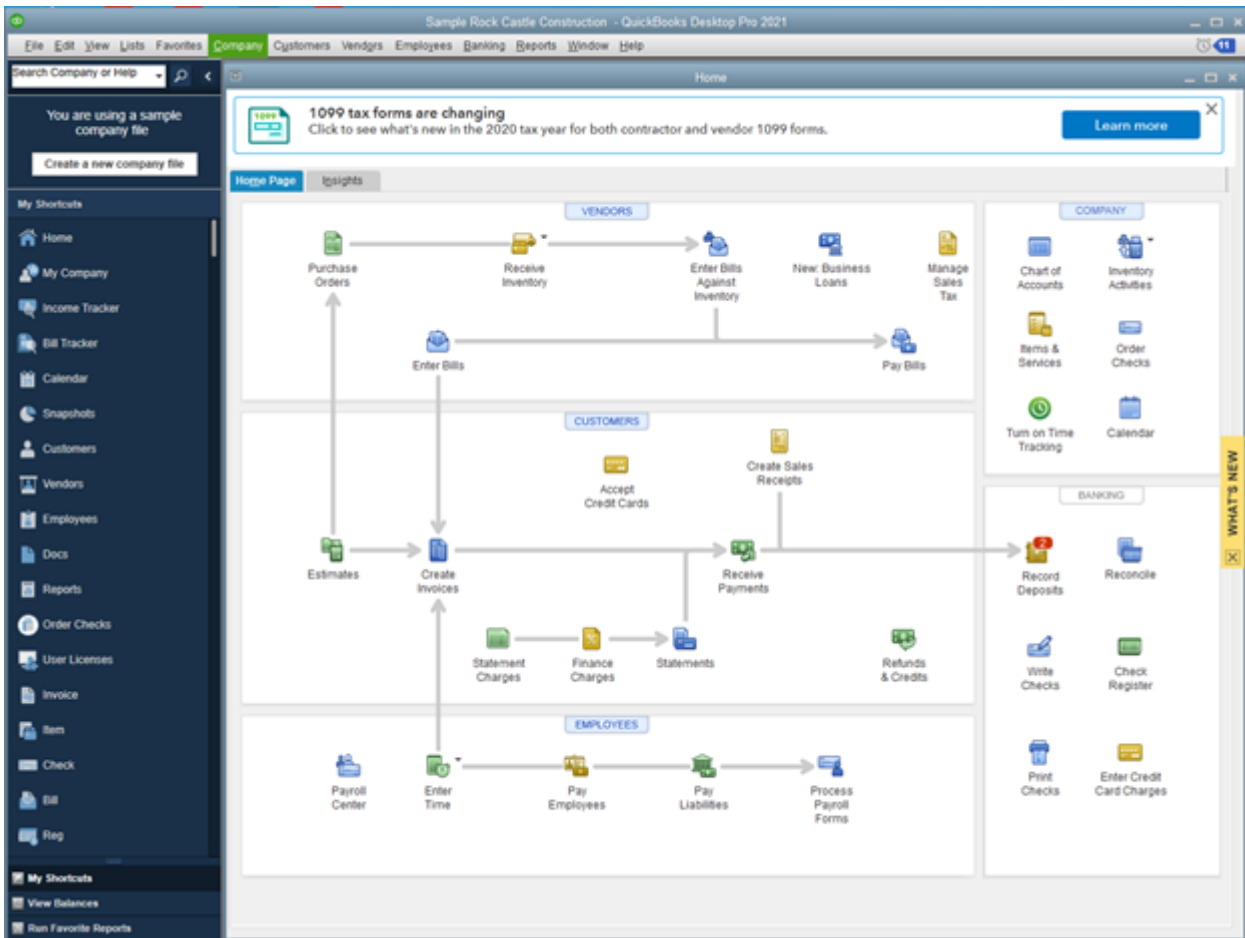 Sample Rock Castle Construction - QuickBooks Desktop Pro 2021
File Edit View Lists Favorites Company Customers Vendors Employees Banking Reports Window Help
11
Search Company or Help
Home
You are using a sample
company file
Create a new company file
1099
1099 tax forms are changing
Click to see what's new in the 2020 tax year for both contractor and vendor 1099 forms.
Learn more
Home Page
Insights
My Shortcuts
Home
My Company
Income Tracker
Bill Tracker
Calendar
Snapshots
Customers
Vendors
Employees
Docs
Reports
Order Checks
User Licenses
Invoice
Item
Check
Bill
Reg
My Shortcuts
View Balances
Run Favorite Reports
VENDORS
Purchase
Orders
Receive
Inventory
Enter Bills
Against
Inventory
New: Business
Loans
Manage
Sales
Tax
Enter Bills
Pay Bills
CUSTOMERS
Accept
Credit Cards
Create Sales
Receipts
Estimates
Create
Invoices
Receive
Payments
Statement
Charges
Finance
Charges
Statements
Refunds
& Credits
EMPLOYEES
Payroll
Center
Enter
Time
Pay
Employees
Pay
Liabilities
Process
Payroll
Forms
COMPANY
Chart of
Accounts
Inventory
Activities
Items &
Services
Order
Checks
Turn on Time
Tracking
Calendar
BANKING
2
Record
Deposits
Reconcile
Write
Checks
Check
Register
Print
Checks
Enter Credit
Card Charges
WHAT'S NEW